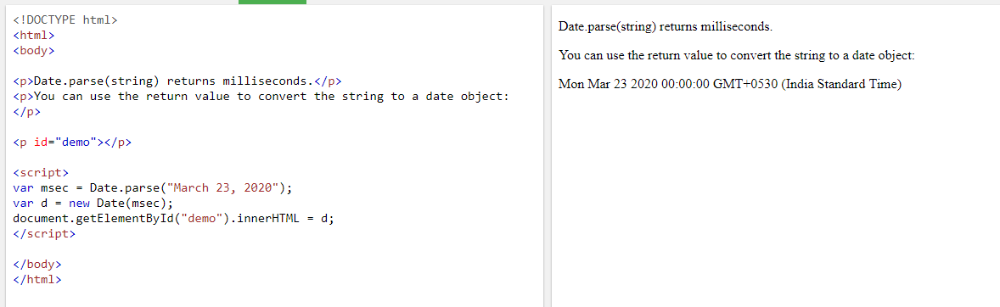 <!DOCTYPE html>
<html>
<body>
<p>Date.parse(string) returns milliseconds.</p>
<p>You can use the return value to convert the string to a date object:
</p>
<p id="demo"></p>
<script>
var msec = Date.parse("March 23, 2020");
var d = new Date(msec);
document.getElementById("demo").innerHTML = d;
</script>
</body>
</html>
Date.parse(string) returns milliseconds.
You can use the return value to convert the string to a date object:
Mon Mar 23 2020 00:00:00 GMT+0530 (India Standard Time)